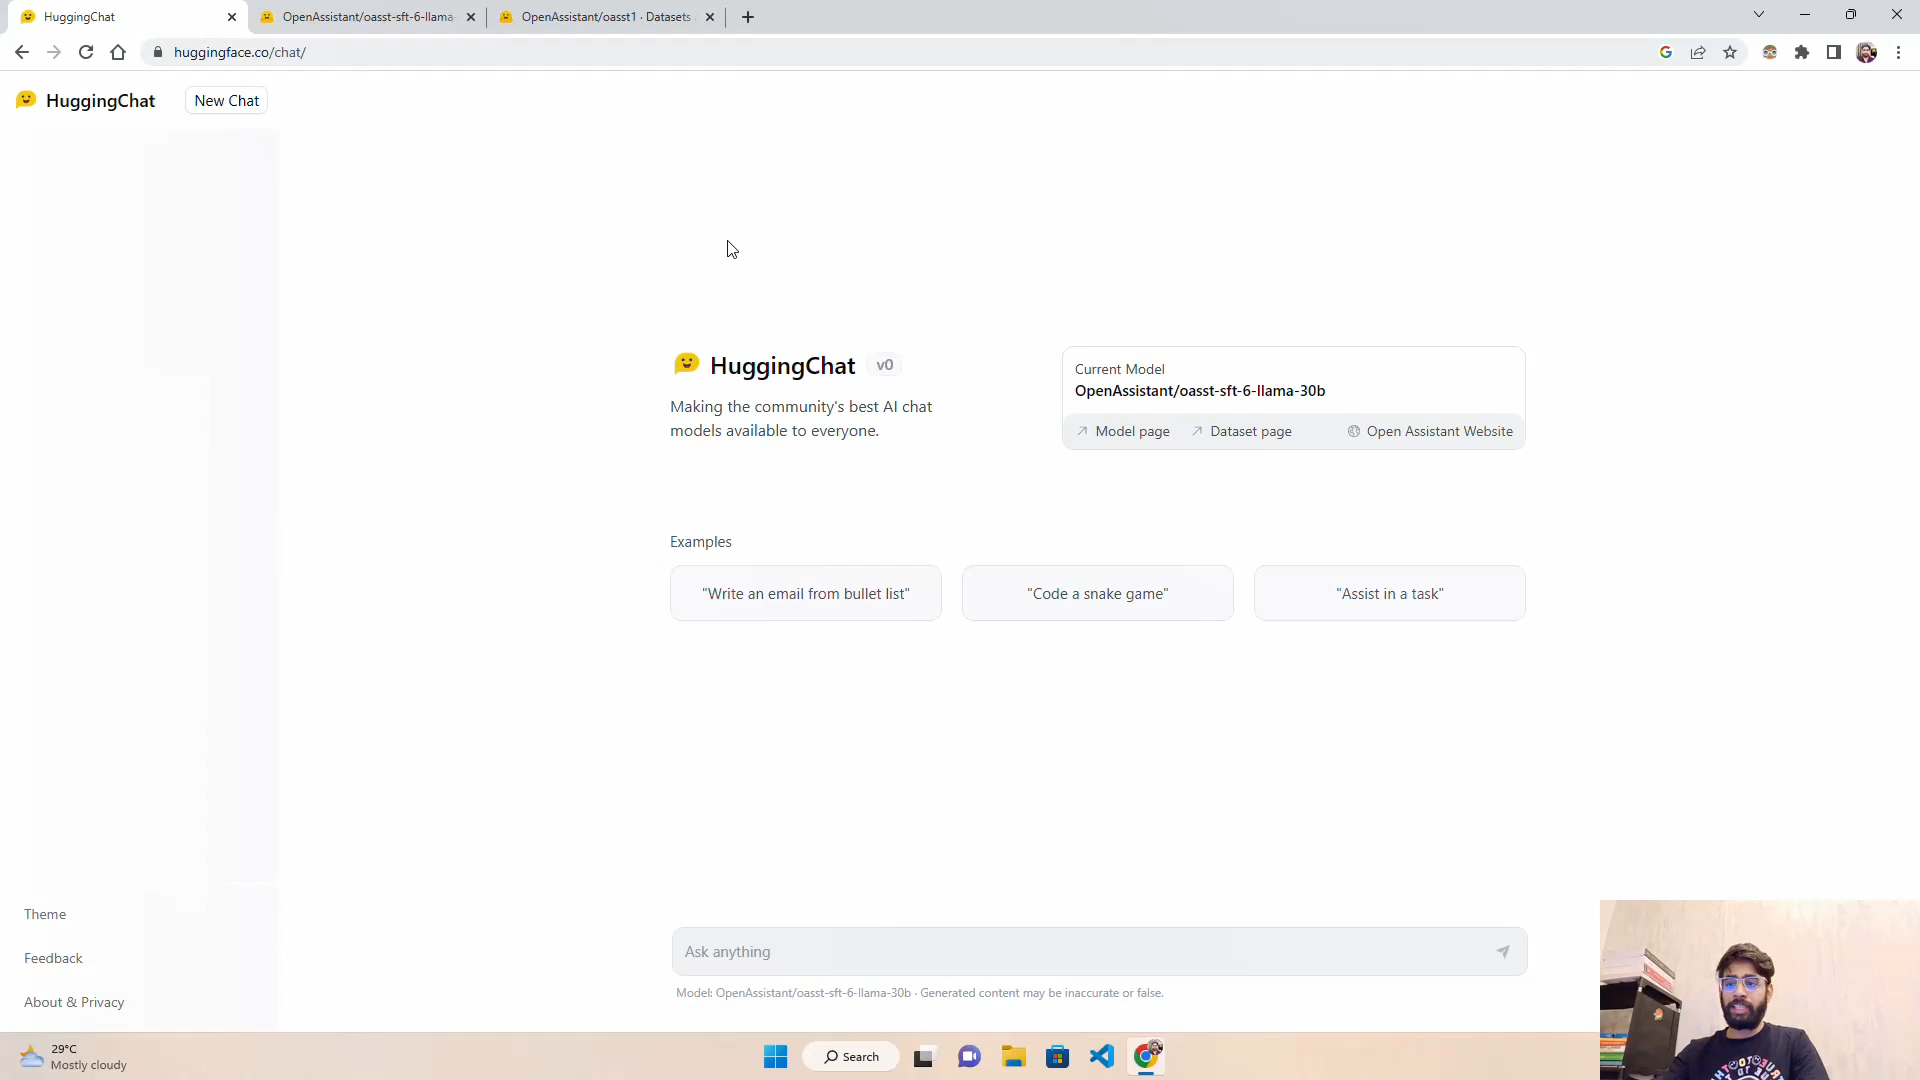 HuggingChat
OpenAssistant/oasst-sft-6-llama-
OpenAssistant/oasst1 · Datasets
huggingface.co/chat/
HuggingChat
New Chat
HuggingChat v0
Making the community's best AI chat
models available to everyone.
Current Model
OpenAssistant/oasst-sft-6-llama-30b
Model page
Dataset page
Open Assistant Website
Examples
"Write an email from bullet list"
"Code a snake game"
"Assist in a task"
Theme
Feedback
About & Privacy
Ask anything
Model: OpenAssistant/oasst-sft-6-llama-30b · Generated content may be inaccurate or false.
29°C
Mostly cloudy
Search